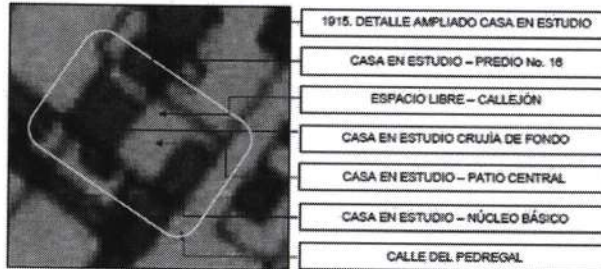 1915. DETALLE AMPLIADO CASA EN ESTUDIO
CASA EN ESTUDIO – PREDIO No. 16
ESPACIO LIBRE – CALLEJÓN
CASA EN ESTUDIO CRUJÍA DE FONDO
CASA EN ESTUDIO – PATIO CENTRAL
CASA EN ESTUDIO – NÚCLEO BÁSICO
CALLE DEL PEDREGAL